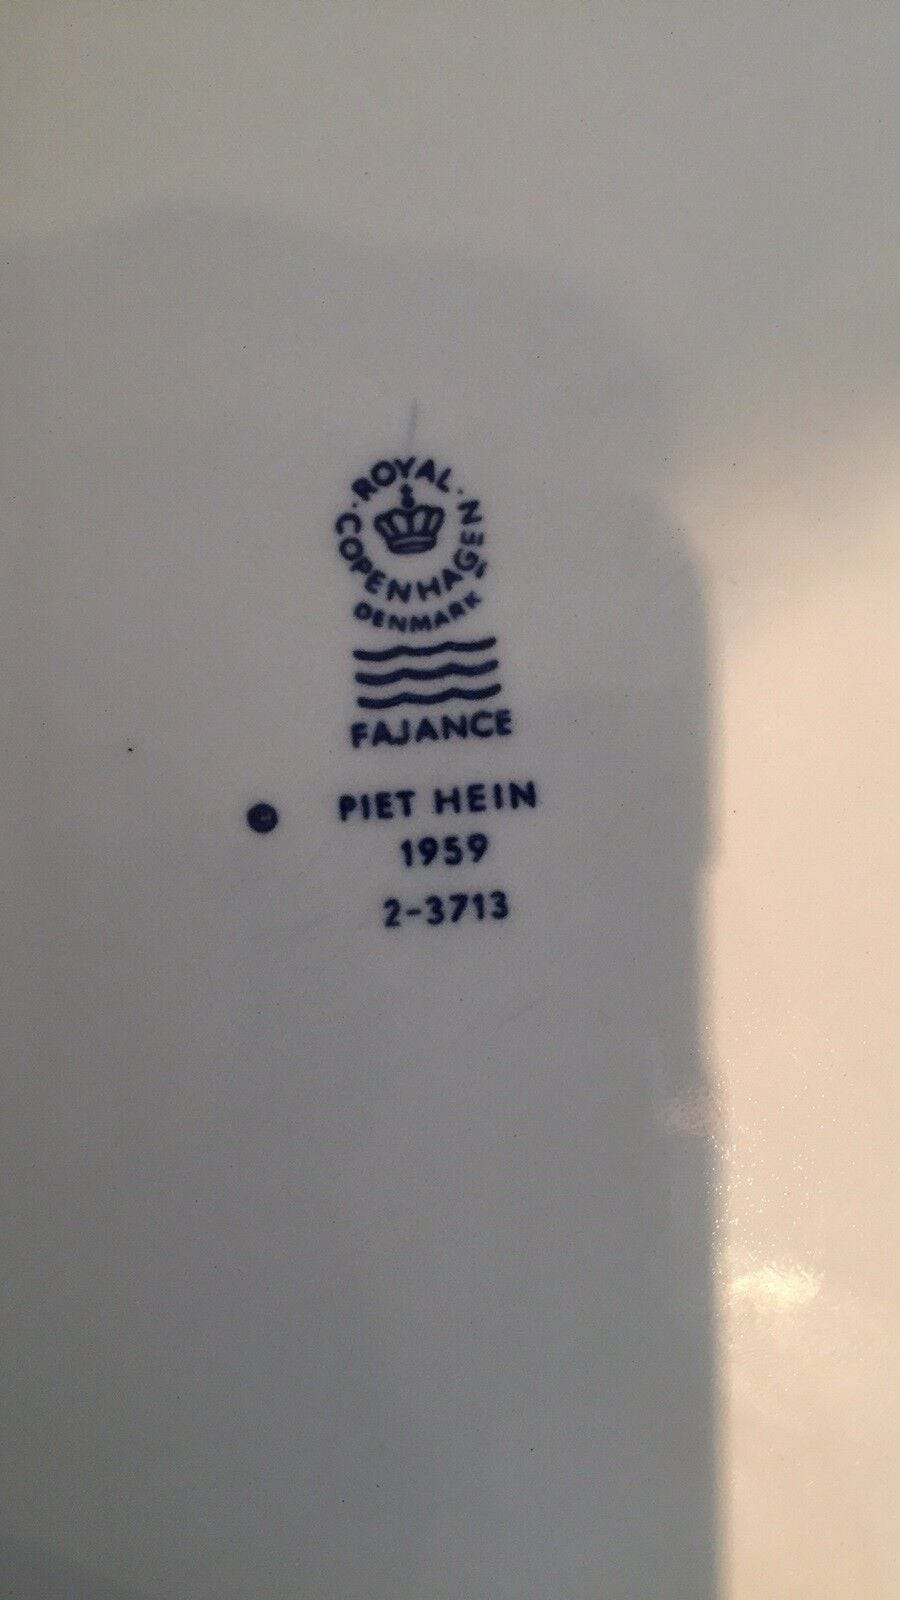 ROYAL
COPENHAGEN
DENMARK
FAJANCE
PIET HEIN
1959
2-3713